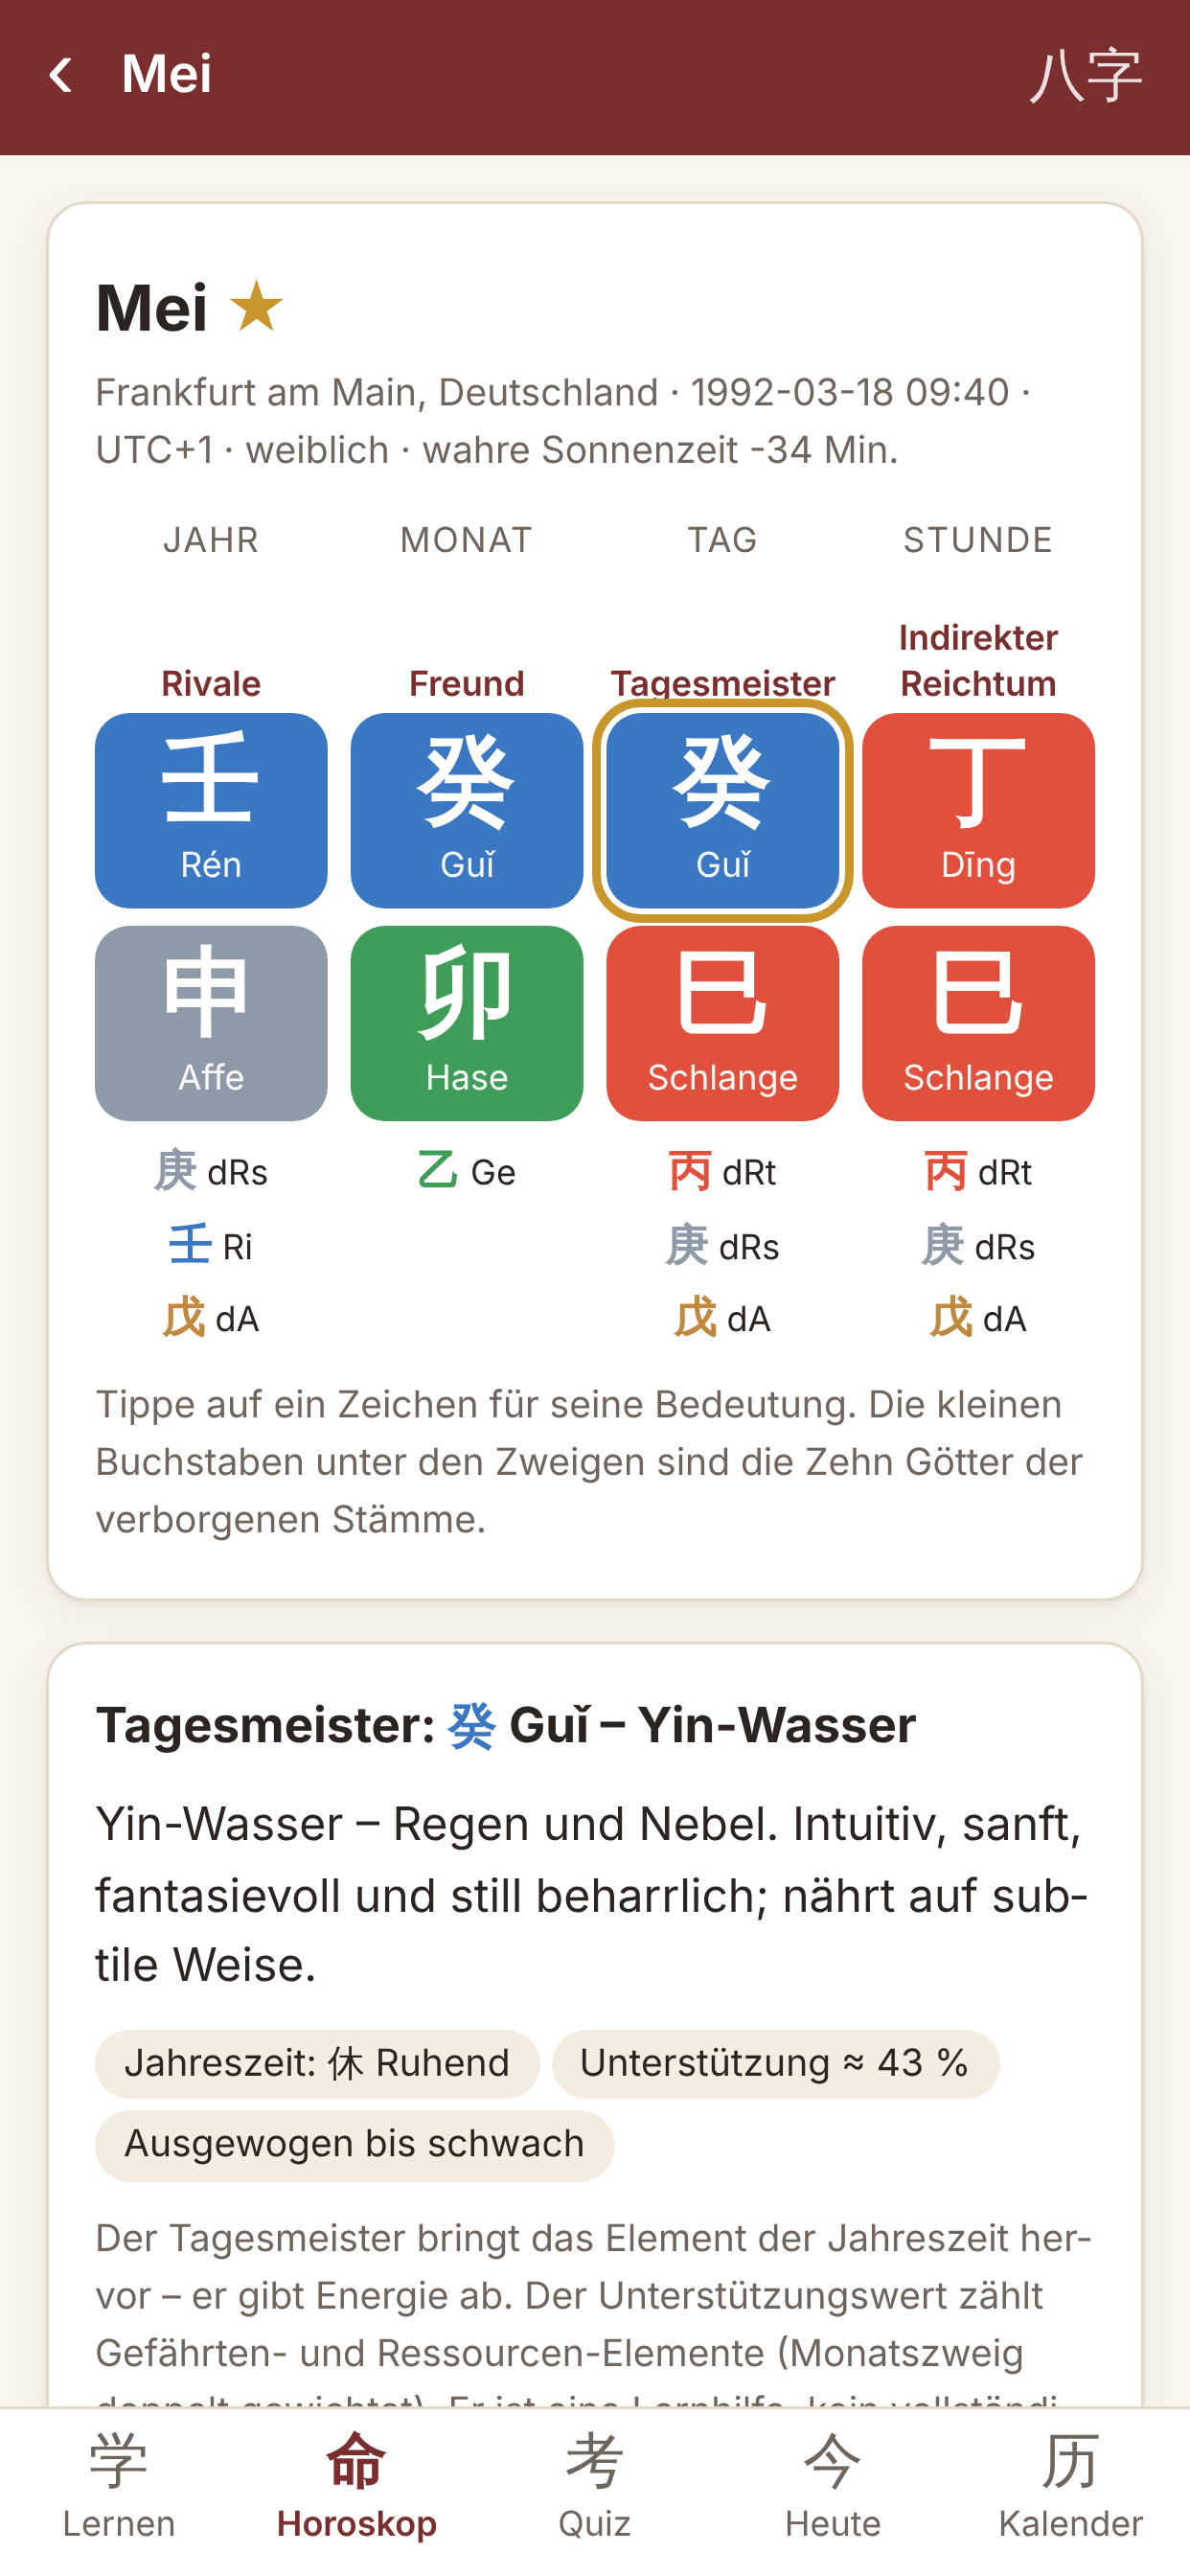 Mei
八字
Mei ★
Frankfurt am Main, Deutschland · 1992-03-18 09:40 ·
UTC+1 · weiblich · wahre Sonnenzeit -34 Min.
JAHR MONAT TAG STUNDE
Rivale Freund Tagesmeister Indirekter Reichtum
壬 癸 癸 丁
Rén Guǐ Guǐ Dīng
申 卯 巳 巳
Affe Hase Schlange Schlange
庚 dRs 乙 Ge 丙 dRt 丙 dRt
壬 Ri 庚 dRs 庚 dRs
戊 dA 戊 dA 戊 dA
Tippe auf ein Zeichen für seine Bedeutung. Die kleinen
Buchstaben unter den Zweigen sind die Zehn Götter der
verborgenen Stämme.
Tagesmeister: 癸 Guǐ – Yin-Wasser
Yin-Wasser – Regen und Nebel. Intuitiv, sanft,
fantasievoll und still beharrlich; nährt auf sub-
tile Weise.
Jahreszeit: 休 Ruhend Unterstützung ≈ 43 %
Ausgewogen bis schwach
Der Tagesmeister bringt das Element der Jahreszeit her-
vor – er gibt Energie ab. Der Unterstützungswert zählt
Gefährten- und Ressourcen-Elemente (Monatszweig
学 命 考 今 历
Lernen Horoskop Quiz Heute Kalender